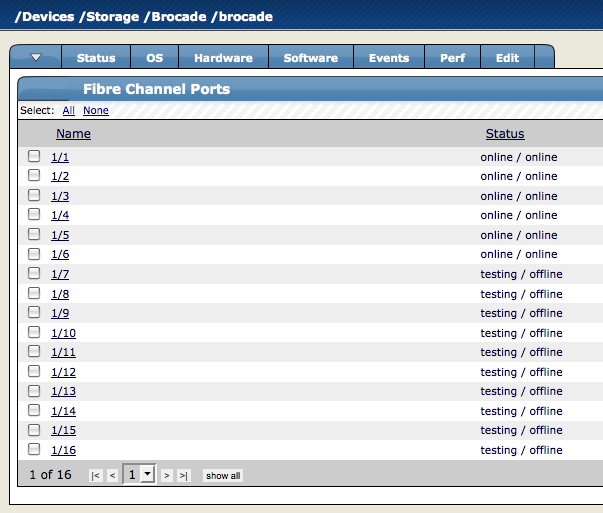 /Devices /Storage /Brocade /brocade
Status OS Hardware Software Events Perf Edit
Fibre Channel Ports
Select: All None
Name Status
1/1 online / online
1/2 online / online
1/3 online / online
1/4 online / online
1/5 online / online
1/6 online / online
1/7 testing / offline
1/8 testing / offline
1/9 testing / offline
1/10 testing / offline
1/11 testing / offline
1/12 testing / offline
1/13 testing / offline
1/14 testing / offline
1/15 testing / offline
1/16 testing / offline
1 of 16 |< < 1 > >| show all